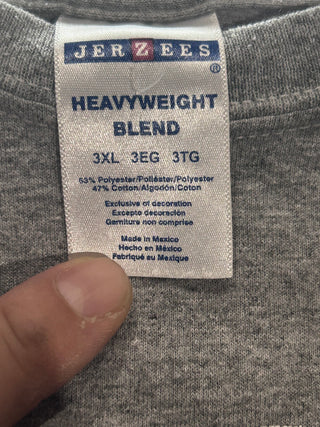 JERZEES
®
HEAVYWEIGHT
BLEND
3XL 3EG 3TG
53% Polyester/Poliéster/Polyester
47% Cotton/Algodón/Coton
Exclusive of decoration
Excepto decoración
Garniture non comprise
Made in Mexico
Hecho en México
Fabriqué au Mexique